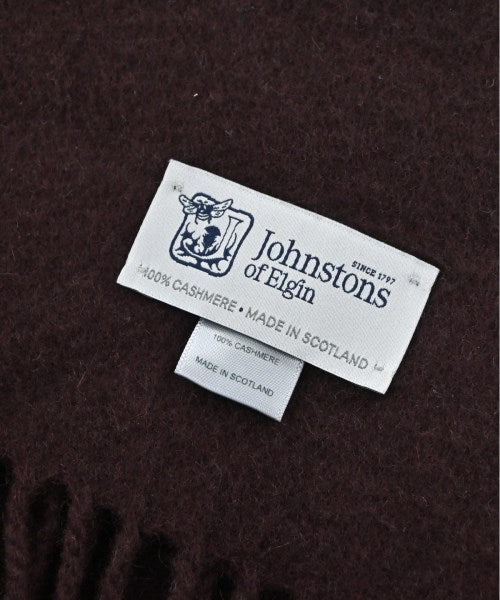 SINCE 1797
Johnstons
of Elgin
100% CASHMERE • MADE IN SCOTLAND
100% CASHMERE
MADE IN SCOTLAND